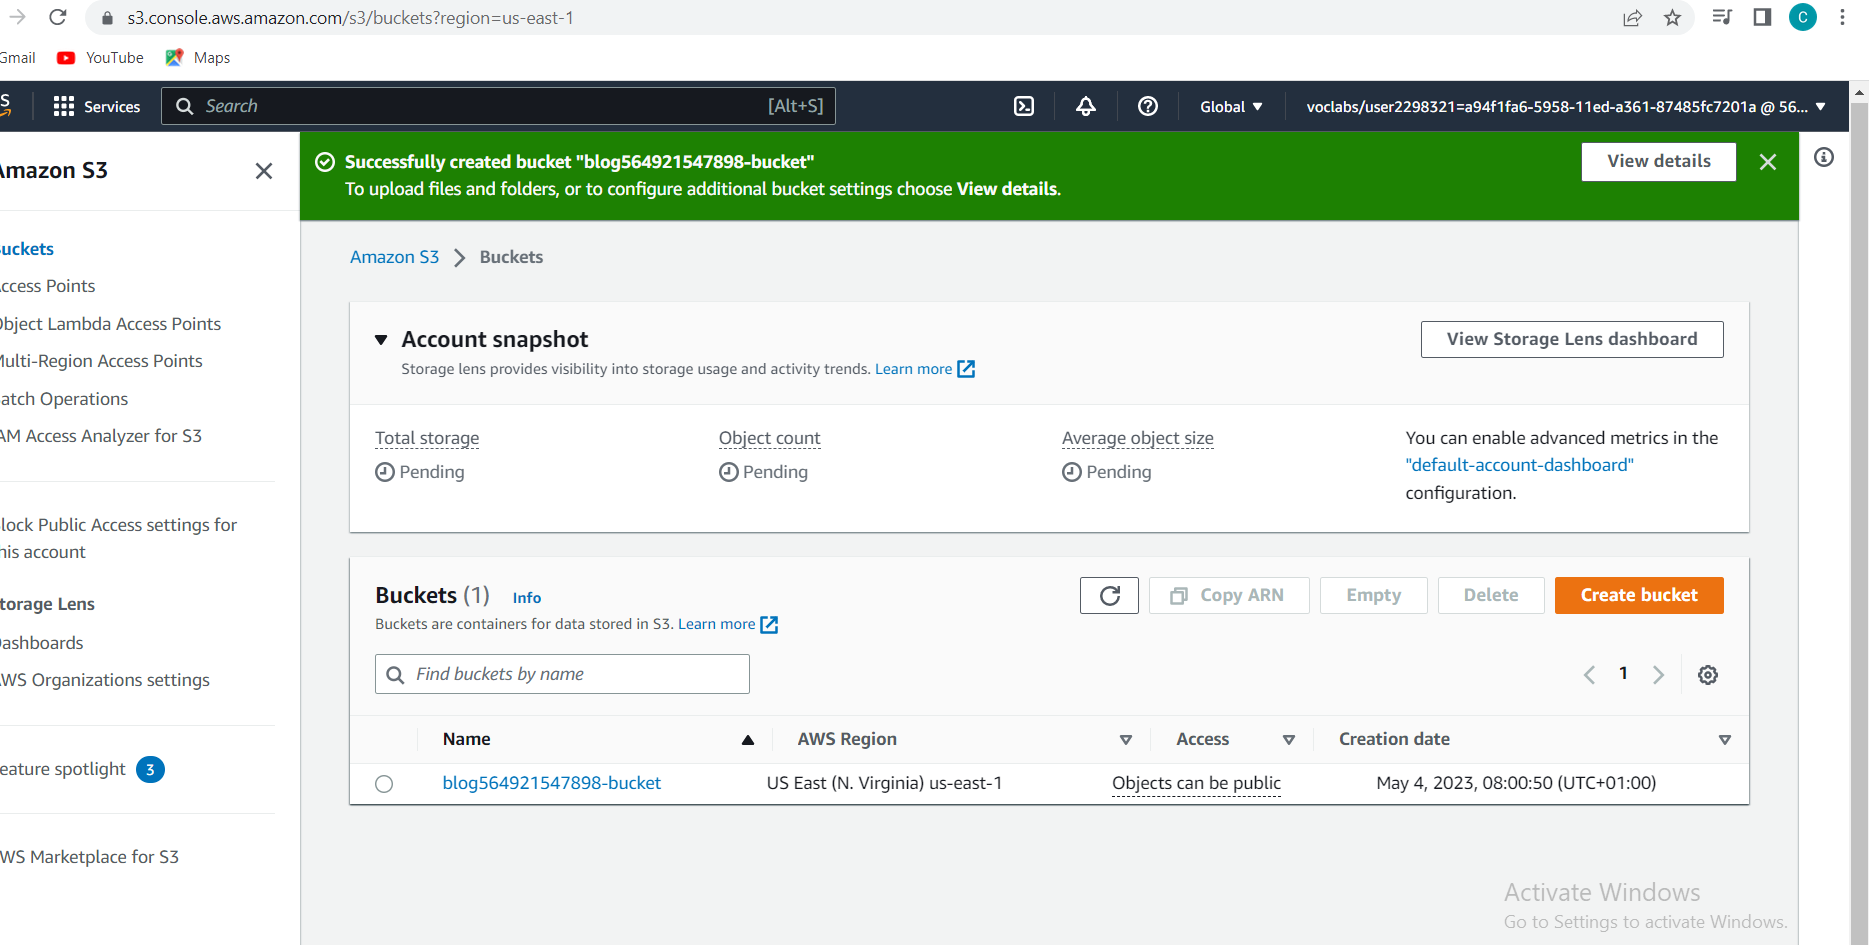 s3.console.aws.amazon.com/s3/buckets?region=us-east-1
C
Gmail YouTube Maps
Services Search [Alt+S] Global voclabs/user2298321=a94f1fa6-5958-11ed-a361-87485fc7201a @ 56...
Amazon S3
uckets
ccess Points
bject Lambda Access Points
ulti-Region Access Points
atch Operations
AM Access Analyzer for S3
lock Public Access settings for
his account
torage Lens
ashboards
WS Organizations settings
eature spotlight 3
WS Marketplace for S3
Successfully created bucket "blog564921547898-bucket"
To upload files and folders, or to configure additional bucket settings choose View details.
View details
Amazon S3 Buckets
Account snapshot
Storage lens provides visibility into storage usage and activity trends. Learn more
View Storage Lens dashboard
Total storage
Pending
Object count
Pending
Average object size
Pending
You can enable advanced metrics in the
"default-account-dashboard"
configuration.
Buckets (1) Info
Buckets are containers for data stored in S3. Learn more
Copy ARN Empty Delete Create bucket
Find buckets by name
1
Name AWS Region Access Creation date
blog564921547898-bucket US East (N. Virginia) us-east-1 Objects can be public May 4, 2023, 08:00:50 (UTC+01:00)
Activate Windows
Go to Settings to activate Windows.